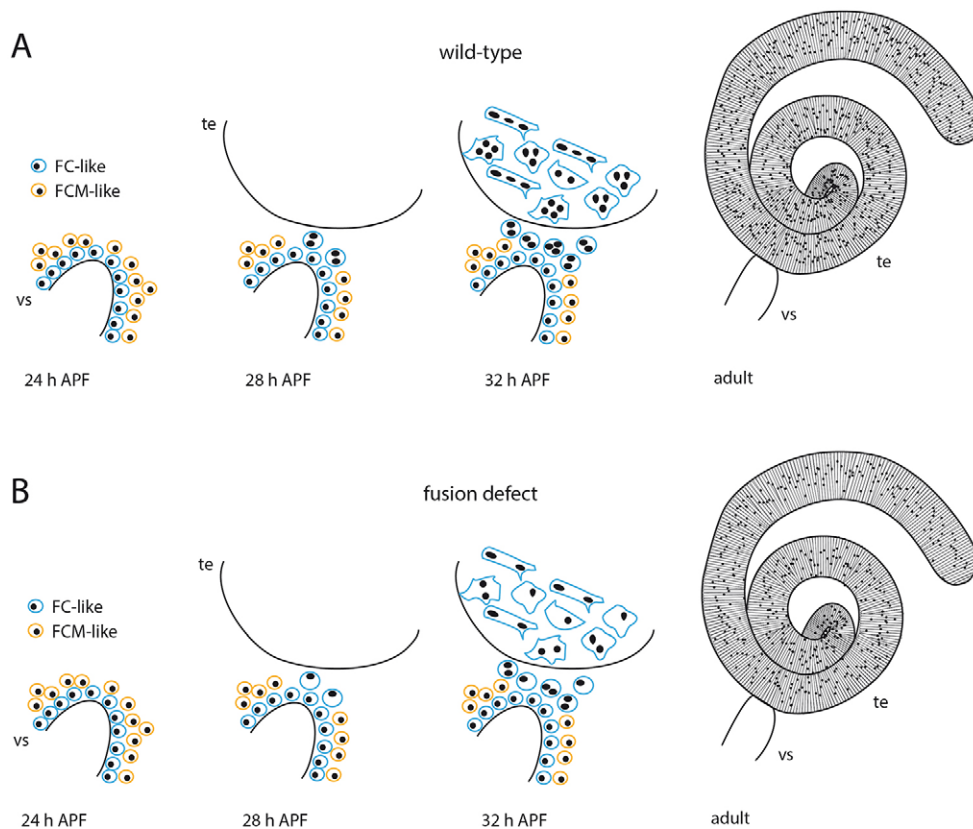 A
wild-type
te
FC-like
FCM-like
vs
te
vs
24 h APF
28 h APF
32 h APF
adult
B
fusion defect
te
FC-like
FCM-like
vs
te
vs
24 h APF
28 h APF
32 h APF
adult